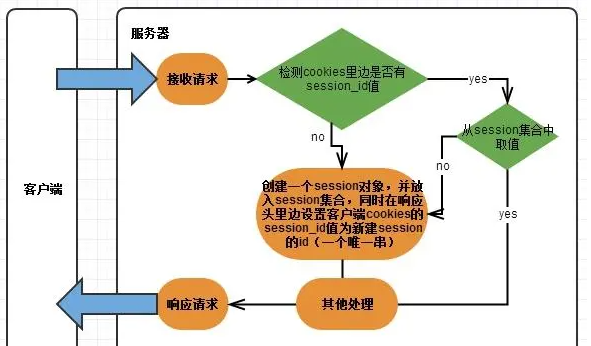 服务器
接收请求
检测cookies里边是否有
session_id值
yes
从session集合中
取值
no
no
创建一个session对象，并放
入session集合，同时在响应
头里边设置客户端cookies的
session_id值为新建session
的id（一个唯一串）
yes
客户端
响应请求
其他处理